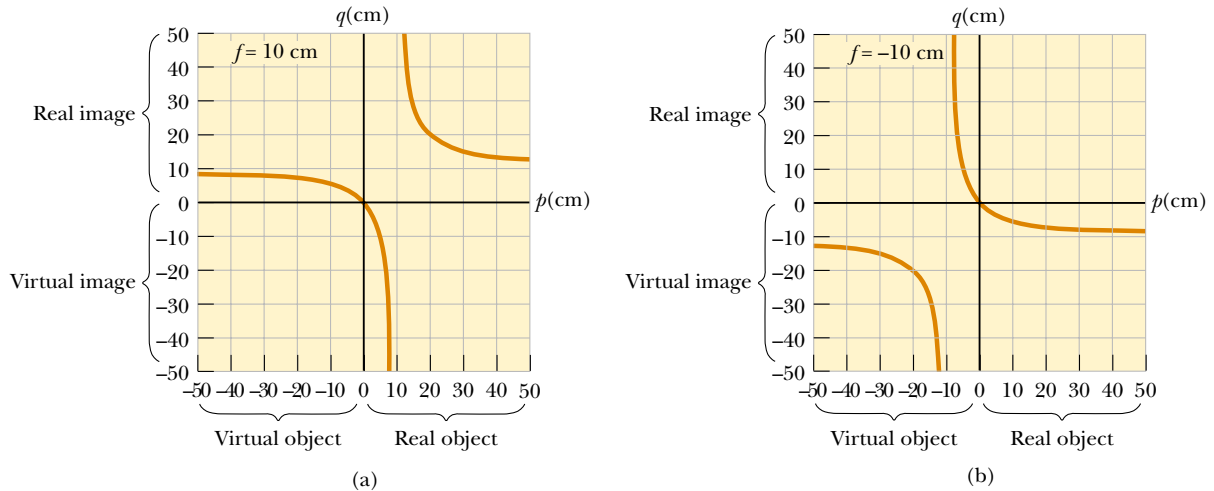 q(cm)
f = 10 cm
50
40
30
20
10
0
–10
–20
–30
–40
–50
Real image
Virtual image
p(cm)
–50 –40 –30 –20 –10 0 10 20 30 40 50
Virtual object Real object
(a)
q(cm)
f = –10 cm
50
40
30
20
10
0
–10
–20
–30
–40
–50
Real image
Virtual image
p(cm)
–50 –40 –30 –20 –10 0 10 20 30 40 50
Virtual object Real object
(b)